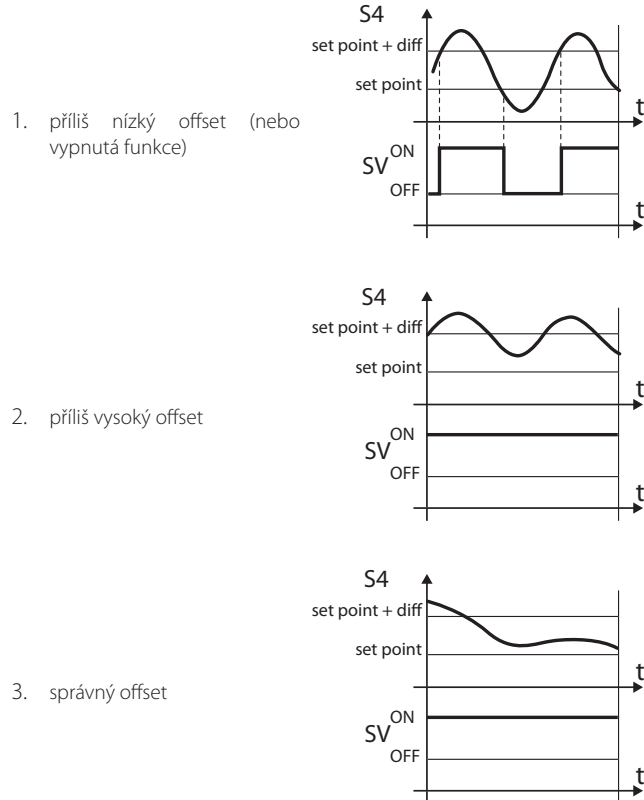 S4
set point + diff
set point
t
1. příliš nízký offset (nebo
vypnutá funkce)
SV
ON
OFF
t
S4
set point + diff
set point
t
2. příliš vysoký offset
SV
ON
OFF
t
S4
set point + diff
set point
t
3. správný offset
SV
ON
OFF
t